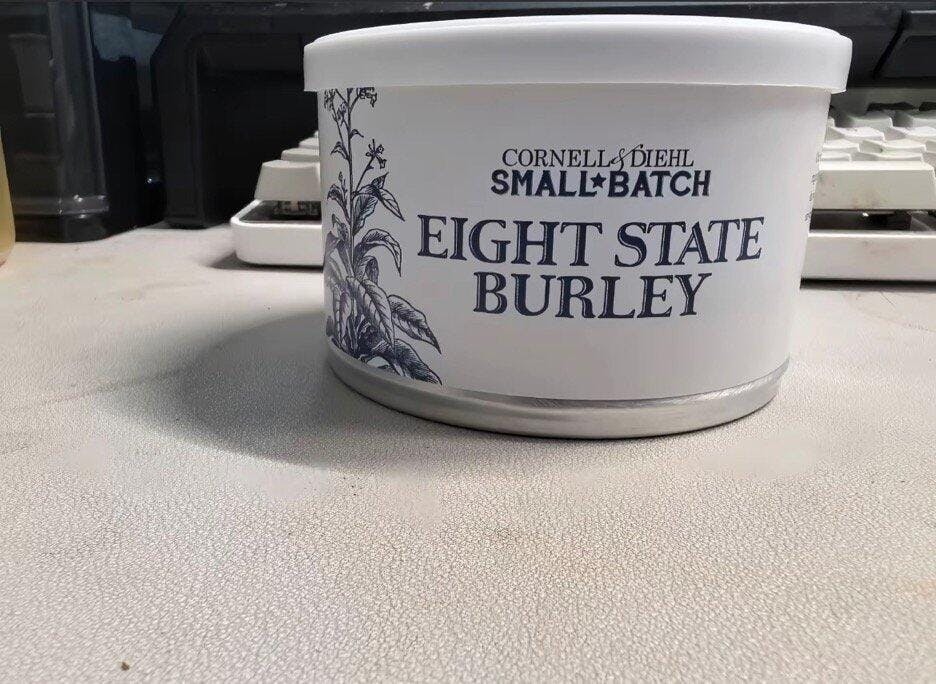 CORNELL & DIEHL
SMALL★BATCH
EIGHT STATE
BURLEY